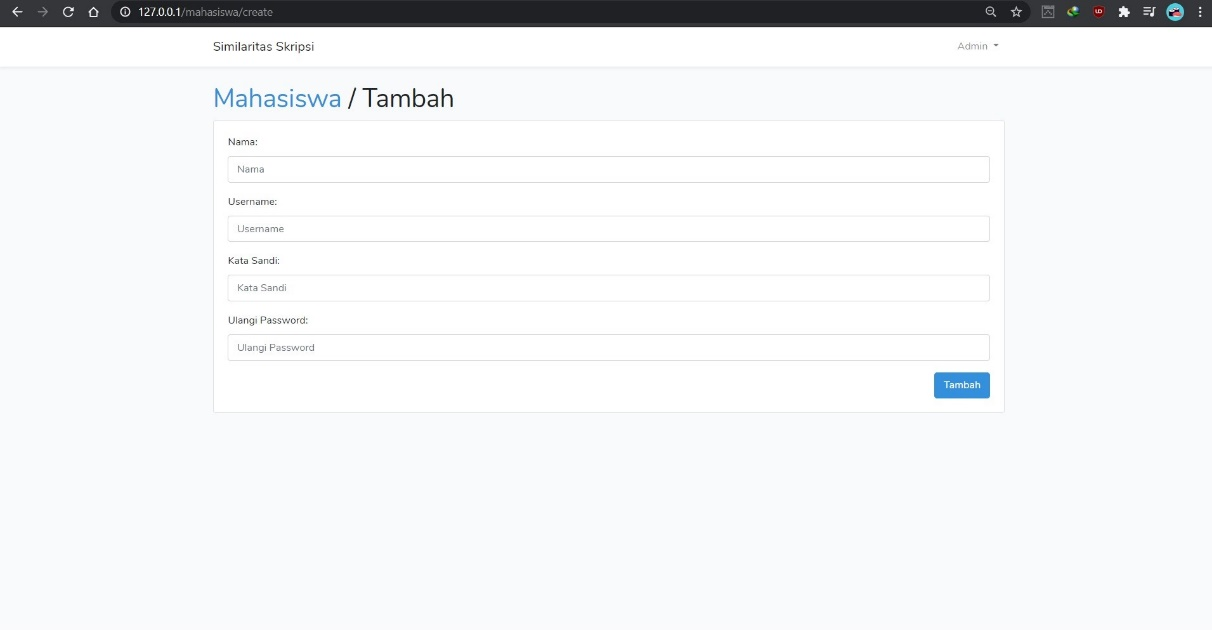 127.0.0.1/mahasiswa/create
Similaritas Skripsi
Admin
Mahasiswa / Tambah
Nama:
Nama
Username:
Username
Kata Sandi:
Kata Sandi
Ulangi Password:
Ulangi Password
Tambah